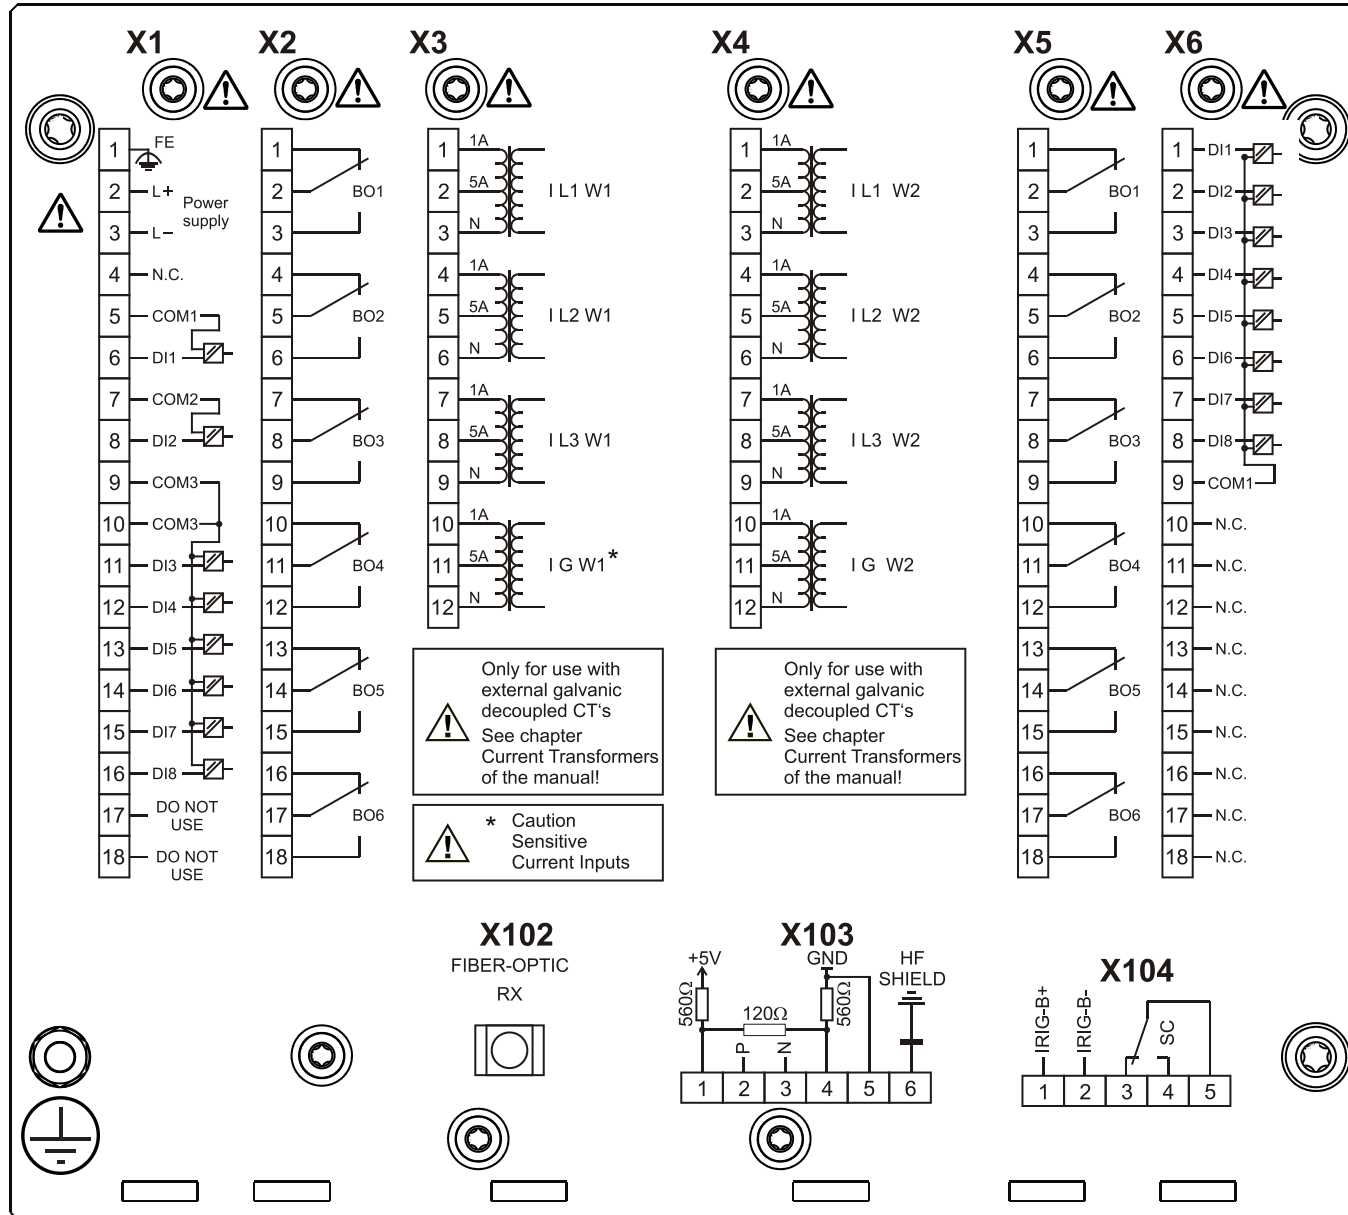 X1
1 FE
2 L+
Power
supply
3 L−
4 N.C.
5 COM1
6 DI1
7 COM2
8 DI2
9 COM3
10 COM3
11 DI3
12 DI4
13 DI5
14 DI6
15 DI7
16 DI8
17 DO NOT
USE
18 DO NOT
USE
X2
1
2 BO1
3
4
5 BO2
6
7
8 BO3
9
10
11 BO4
12
13
14 BO5
15
16
17 BO6
18
X3
1 1A
2 5A I L1 W1
3 N
4 1A
5 5A I L2 W1
6 N
7 1A
8 5A I L3 W1
9 N
10 1A
11 5A I G W1*
12 N
Only for use with
external galvanic
decoupled CT's
See chapter
Current Transformers
of the manual!
* Caution
Sensitive
Current Inputs
X4
1 1A
2 5A I L1 W2
3 N
4 1A
5 5A I L2 W2
6 N
7 1A
8 5A I L3 W2
9 N
10 1A
11 5A I G W2
12 N
Only for use with
external galvanic
decoupled CT's
See chapter
Current Transformers
of the manual!
X5
1
2 BO1
3
4
5 BO2
6
7
8 BO3
9
10
11 BO4
12
13
14 BO5
15
16
17 BO6
18
X6
1 DI1
2 DI2
3 DI3
4 DI4
5 DI5
6 DI6
7 DI7
8 DI8
9 COM1
10 N.C.
11 N.C.
12 N.C.
13 N.C.
14 N.C.
15 N.C.
16 N.C.
17 N.C.
18 N.C.
X102
FIBER-OPTIC
RX
X103
+5V GND HF
SHIELD
560Ω 120Ω 560Ω
P N
1 2 3 4 5 6
X104
IRIG-B+ IRIG-B- SC
1 2 3 4 5